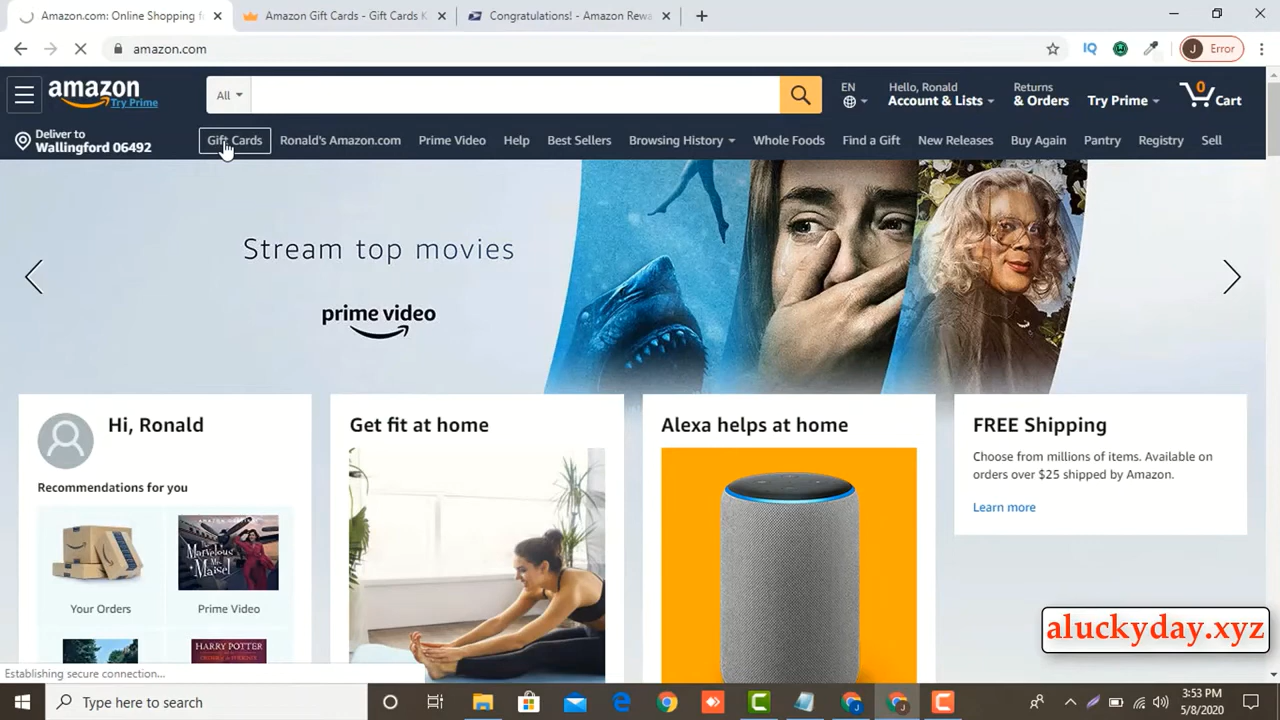 Amazon.com: Online Shopping f
Amazon Gift Cards - Gift Cards K
Congratulations! - Amazon Rewa
amazon.com
IQ
J Error
amazon
Try Prime
All
EN
Hello, Ronald
Account & Lists
Returns
& Orders
Try Prime
0
Cart
Deliver to
Wallingford 06492
Gift Cards
Ronald's Amazon.com
Prime Video
Help
Best Sellers
Browsing History
Whole Foods
Find a Gift
New Releases
Buy Again
Pantry
Registry
Sell
Stream top movies
prime video
Hi, Ronald
Recommendations for you
Your Orders
Prime Video
Get fit at home
Alexa helps at home
FREE Shipping
Choose from millions of items. Available on
orders over $25 shipped by Amazon.
Learn more
aluckyday.xyz
Establishing secure connection...
Type here to search
3:53 PM
5/8/2020